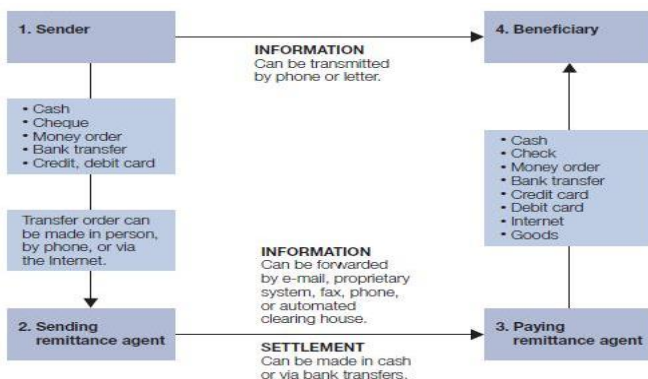 1. Sender
4. Beneficiary
INFORMATION
Can be transmitted
by phone or letter.
• Cash
• Cheque
• Money order
• Bank transfer
• Credit, debit card
Transfer order can
be made in person,
by phone, or via
the Internet.
• Cash
• Check
• Money order
• Bank transfer
• Credit card
• Debit card
• Internet
• Goods
INFORMATION
Can be forwarded
by e-mail, proprietary
system, fax, phone,
or automated
clearing house.
2. Sending
remittance agent
3. Paying
remittance agent
SETTLEMENT
Can be made in cash
or via bank transfers.